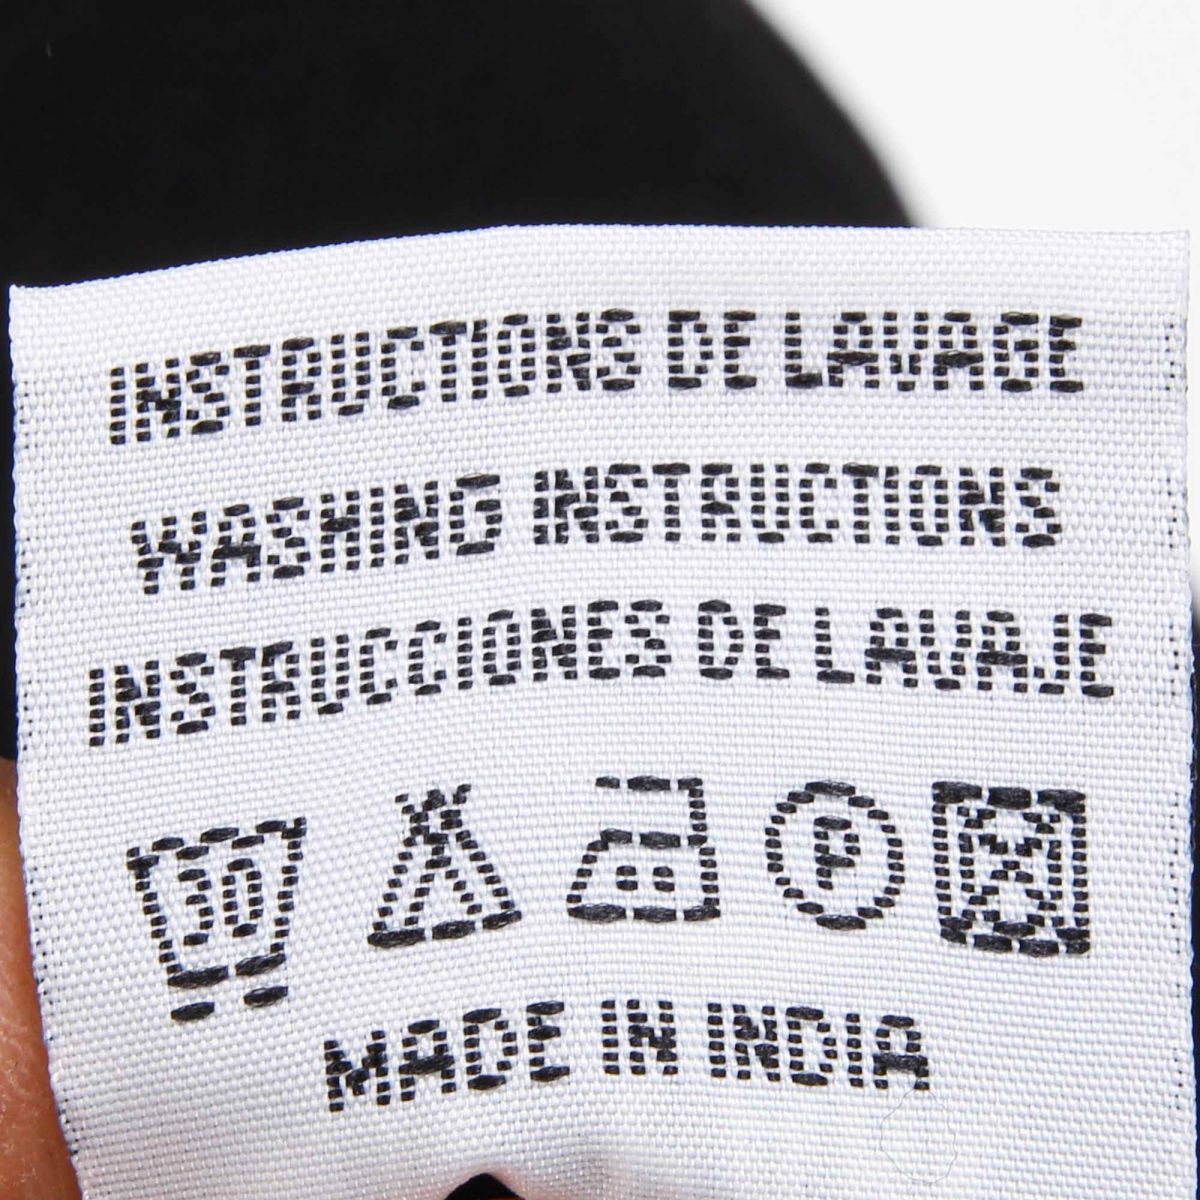 INSTRUCTIONS DE LAVAGE
WASHING INSTRUCTIONS
INSTRUCCIONES DE LAVAJE
30 P
MADE IN INDIA